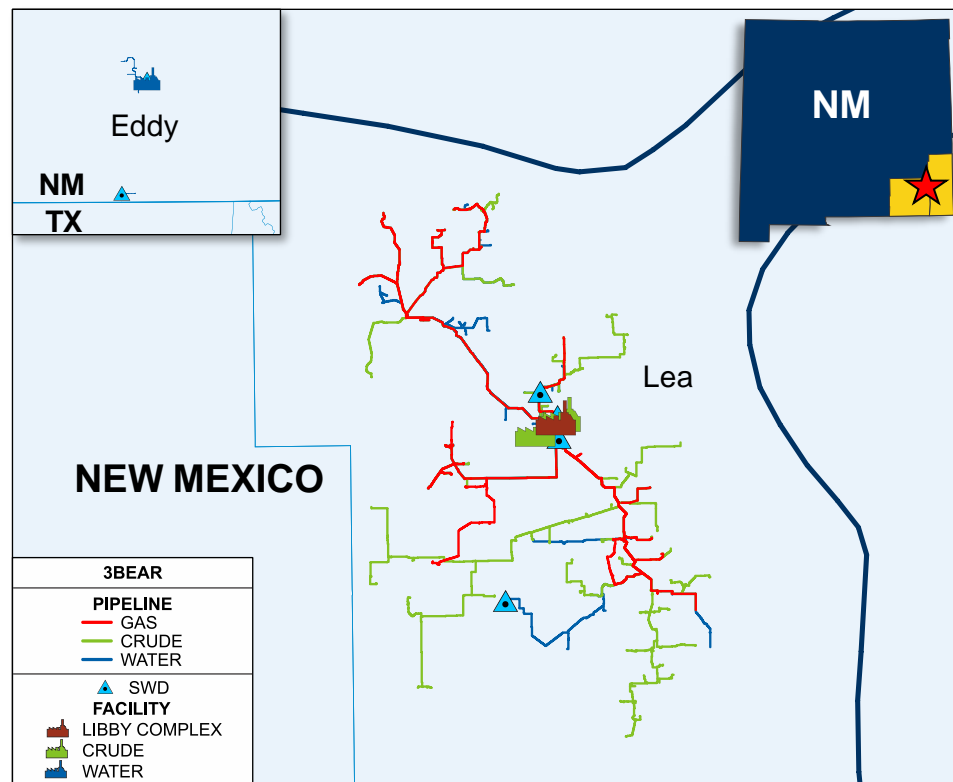 Eddy
NM
TX
NM
Lea
NEW MEXICO
3BEAR
PIPELINE
GAS
CRUDE
WATER
SWD
FACILITY
LIBBY COMPLEX
CRUDE
WATER